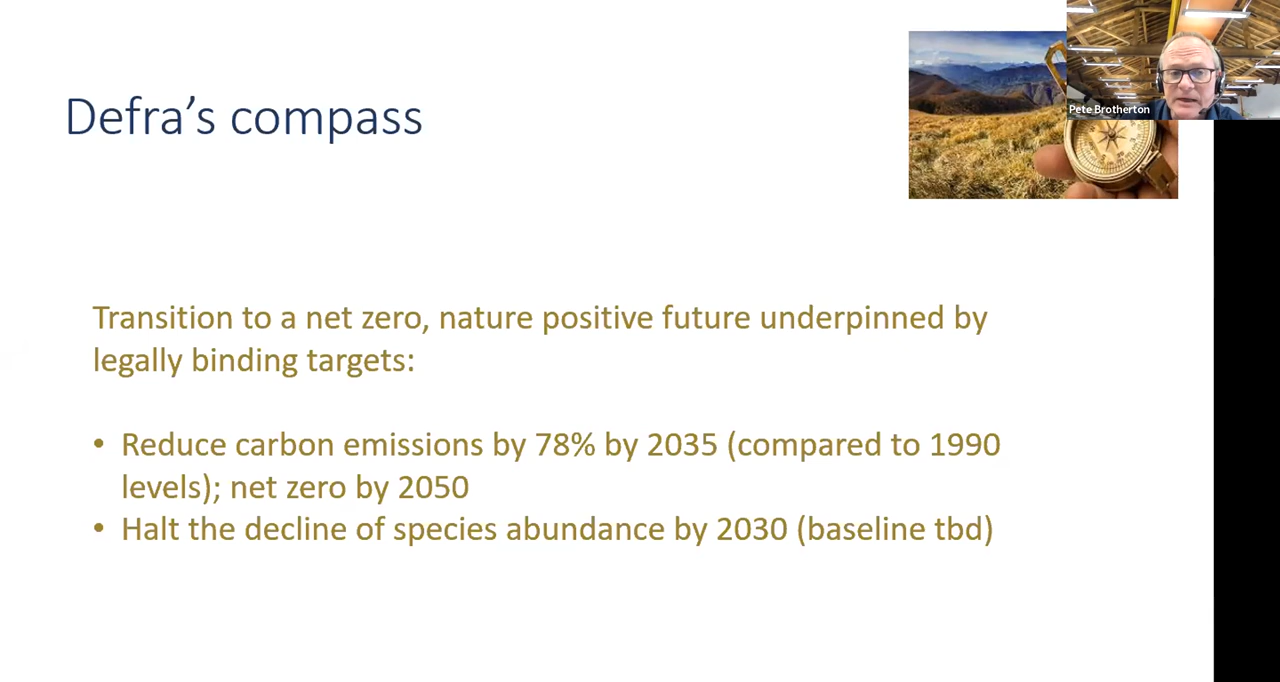 Defra’s compass
Pete Brotherton
Transition to a net zero, nature positive future underpinned by
legally binding targets:
• Reduce carbon emissions by 78% by 2035 (compared to 1990
levels); net zero by 2050
• Halt the decline of species abundance by 2030 (baseline tbd)